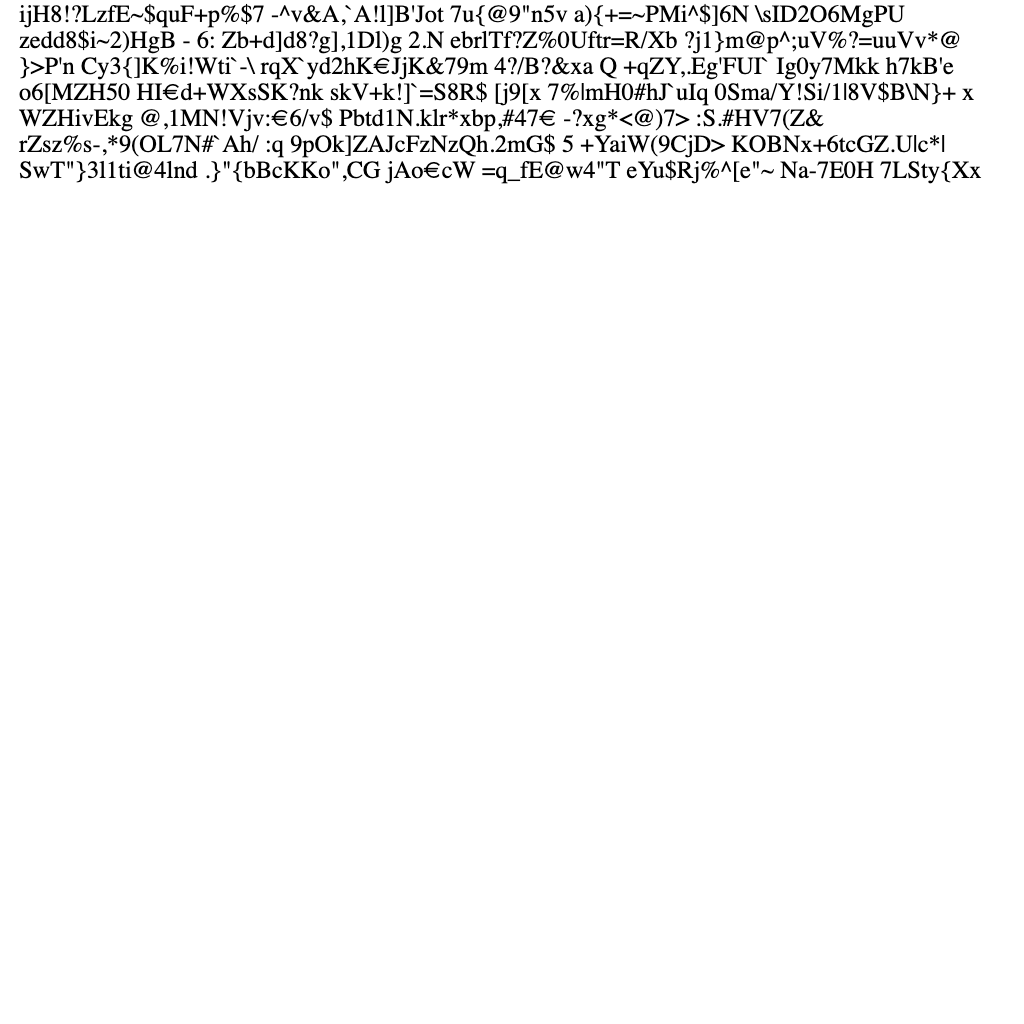 ijH8!?LzfE~$quF+p%$7 -^v&A,`A!l]B'Jot 7u{@9"n5v a){+=~PMi^$]6N \sID2O6MgPU
zedd8$i~2)HgB - 6: Zb+d]d8?g],1Dl)g 2.N ebrlTf?Z%0Uftr=R/Xb ?j1}m@p^;uV%?=uuVv*@
}>P'n Cy3{]K%i!Wti`-\ rqX`yd2hK€JjK&79m 4?/B?&xa Q +qZY,.Eg'FUI` Ig0y7Mkk h7kB'e
o6[MZH50 HI€d+WXsSK?nk skV+k!]`=S8R$ [j9[x 7%|mH0#hJ`uIq 0Sma/Y!Si/1|8V$B\N}+ x
WZHivEkg @,1MN!Vjv:€6/v$ Pbtd1N.klr*xbp,#47€ -?xg*<@)7> :S.#HV7(Z&
rZsz%s-,*9(OL7N#`Ah/ :q 9pOk]ZAJcFzNzQh.2mG$ 5 +YaiW(9CjD> KOBNx+6tcGZ.U|c*|
SwT"}3l1ti@4lnd .}"{bBcKKo",CG jAo€cW =q_fE@w4"T eYu$Rj%^[e"~ Na-7E0H 7LSty{Xx